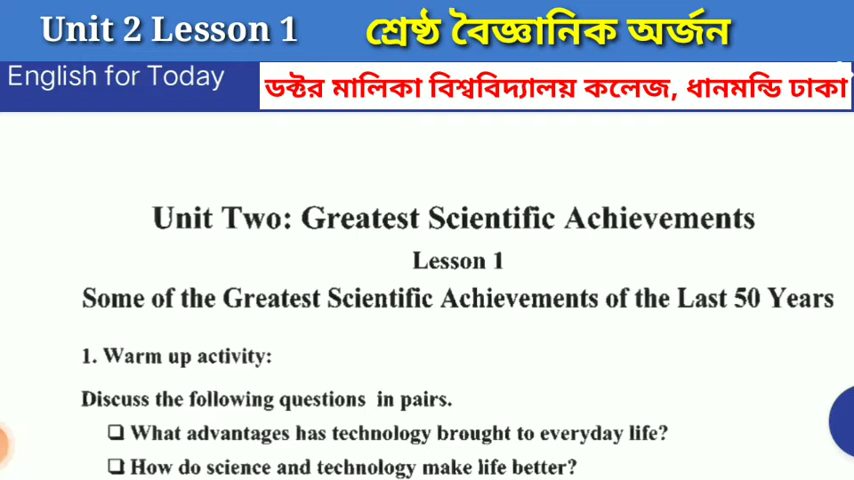 Unit 2 Lesson 1 শ্রেষ্ঠ বৈজ্ঞানিক অর্জন
English for Today
ডক্টর মালিকা বিশ্ববিদ্যালয় কলেজ, ধানমন্ডি ঢাকা
Unit Two: Greatest Scientific Achievements
Lesson 1
Some of the Greatest Scientific Achievements of the Last 50 Years
1. Warm up activity:
Discuss the following questions in pairs.
❑ What advantages has technology brought to everyday life?
❑ How do science and technology make life better?